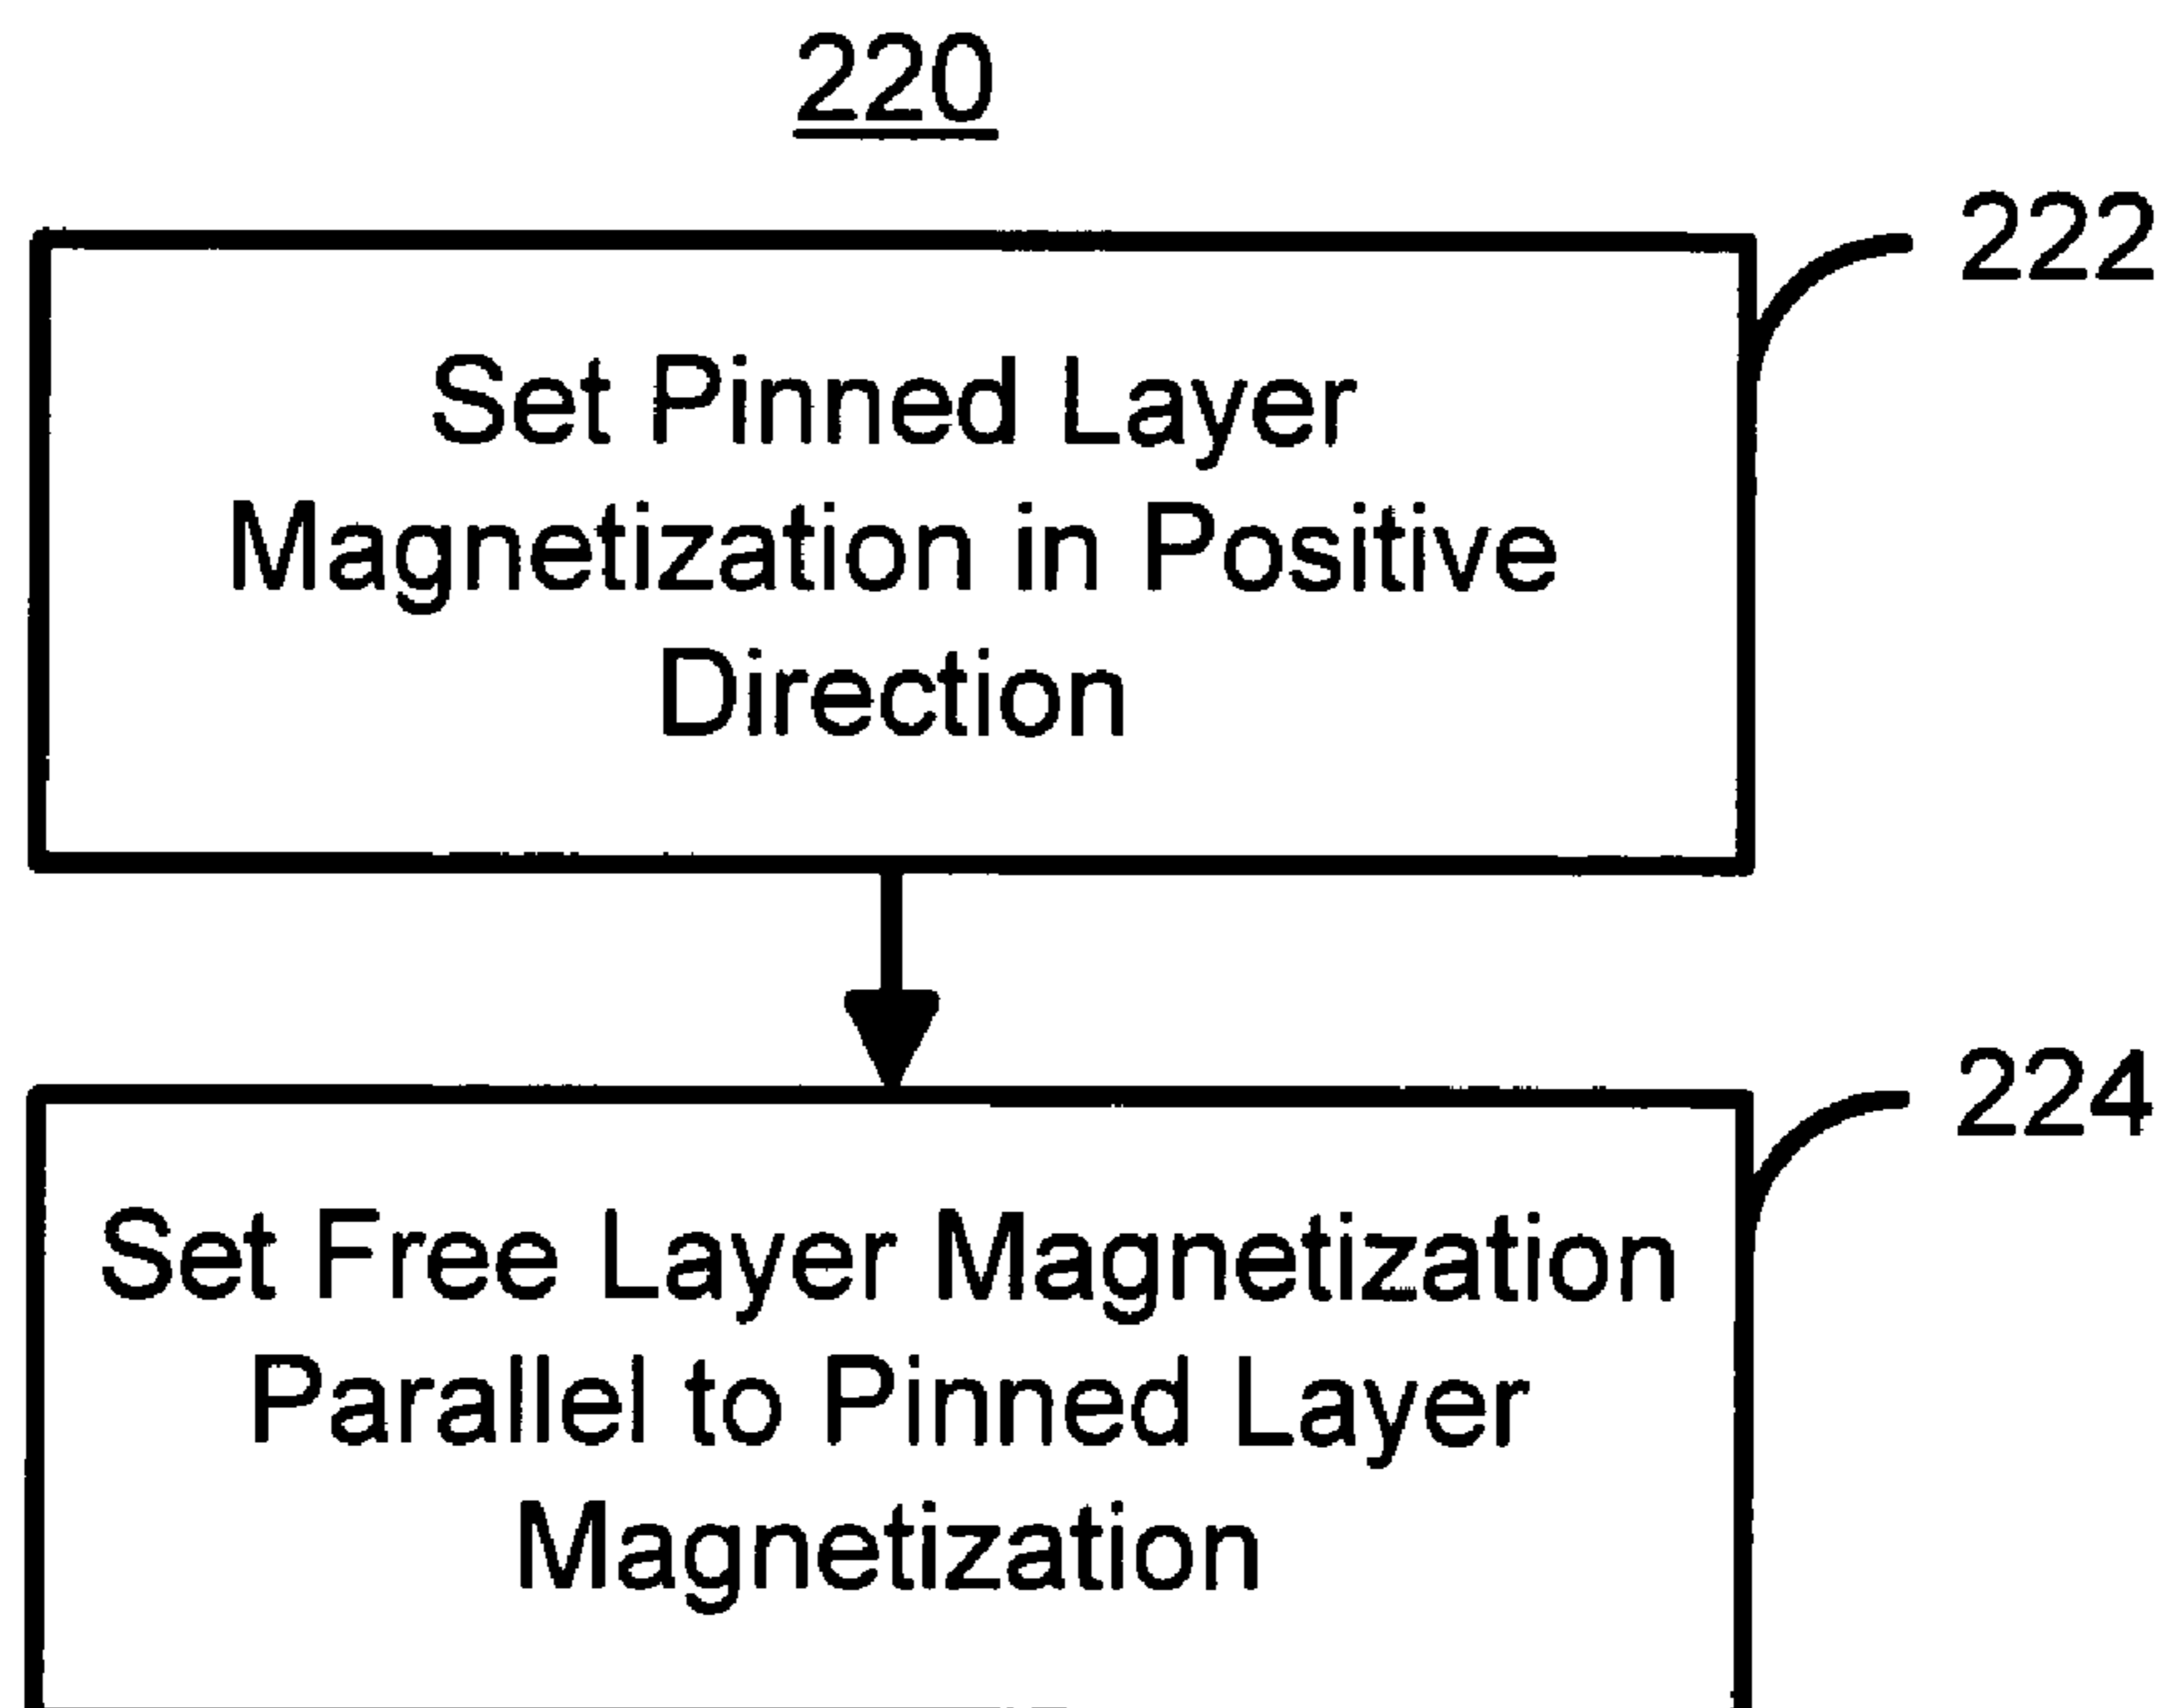 220
222
Set Pinned Layer
Magnetization in Positive
Direction
224
Set Free Layer Magnetization
Parallel to Pinned Layer
Magnetization